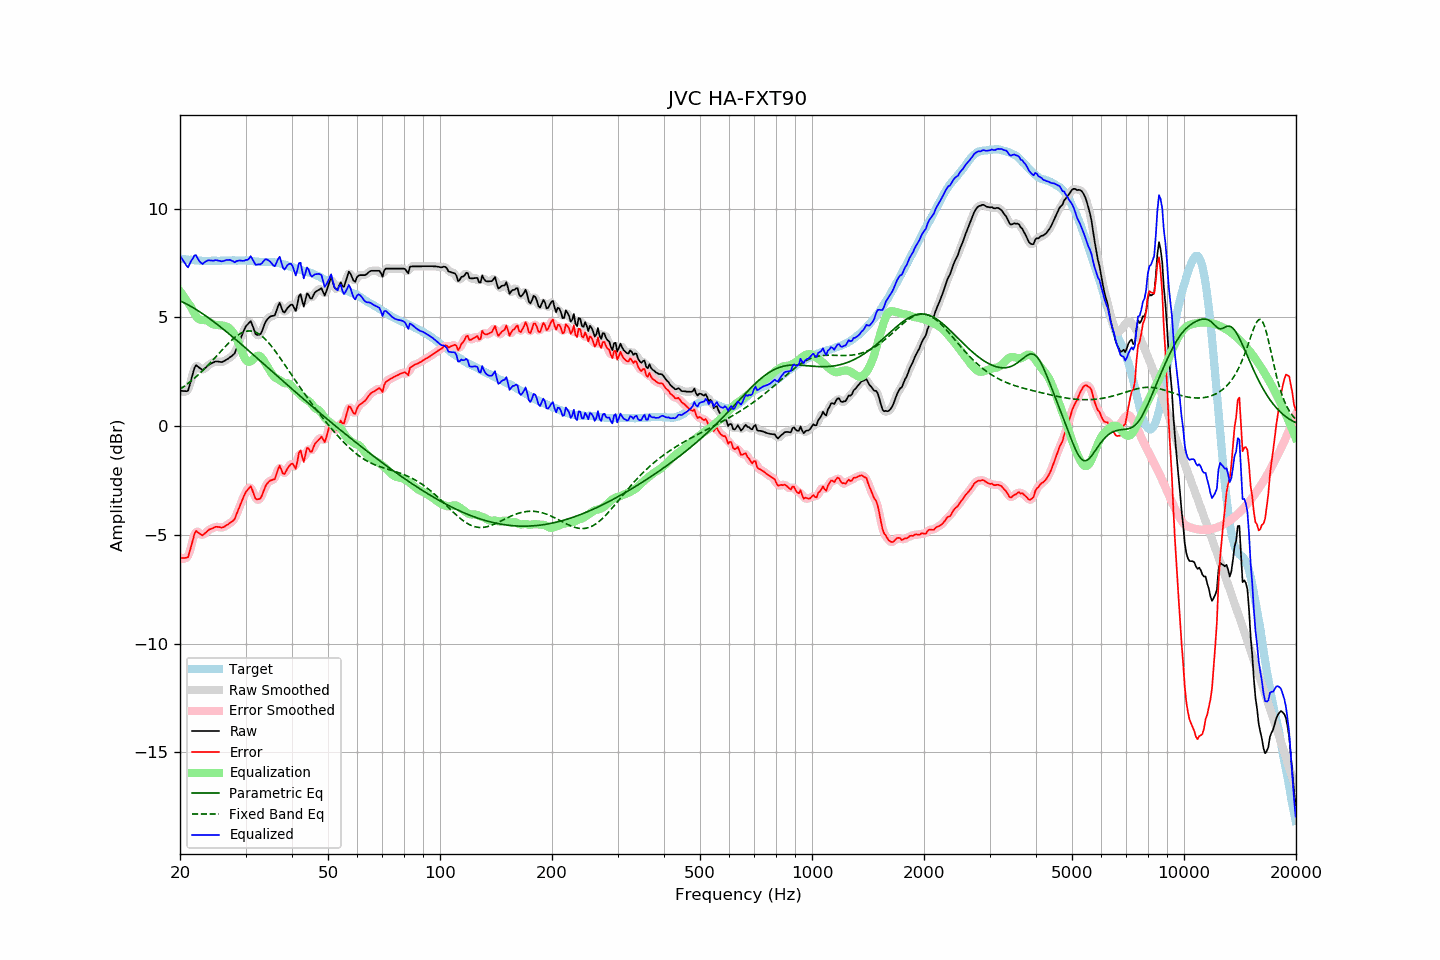 JVC HA-FXT90
Amplitude (dBr)
10
5
0
−5
−10
−15
Target
Raw Smoothed
Error Smoothed
Raw
Error
Equalization
Parametric Eq
Fixed Band Eq
Equalized
20 50 100 200 500 1000 2000 5000 10000 20000
Frequency (Hz)